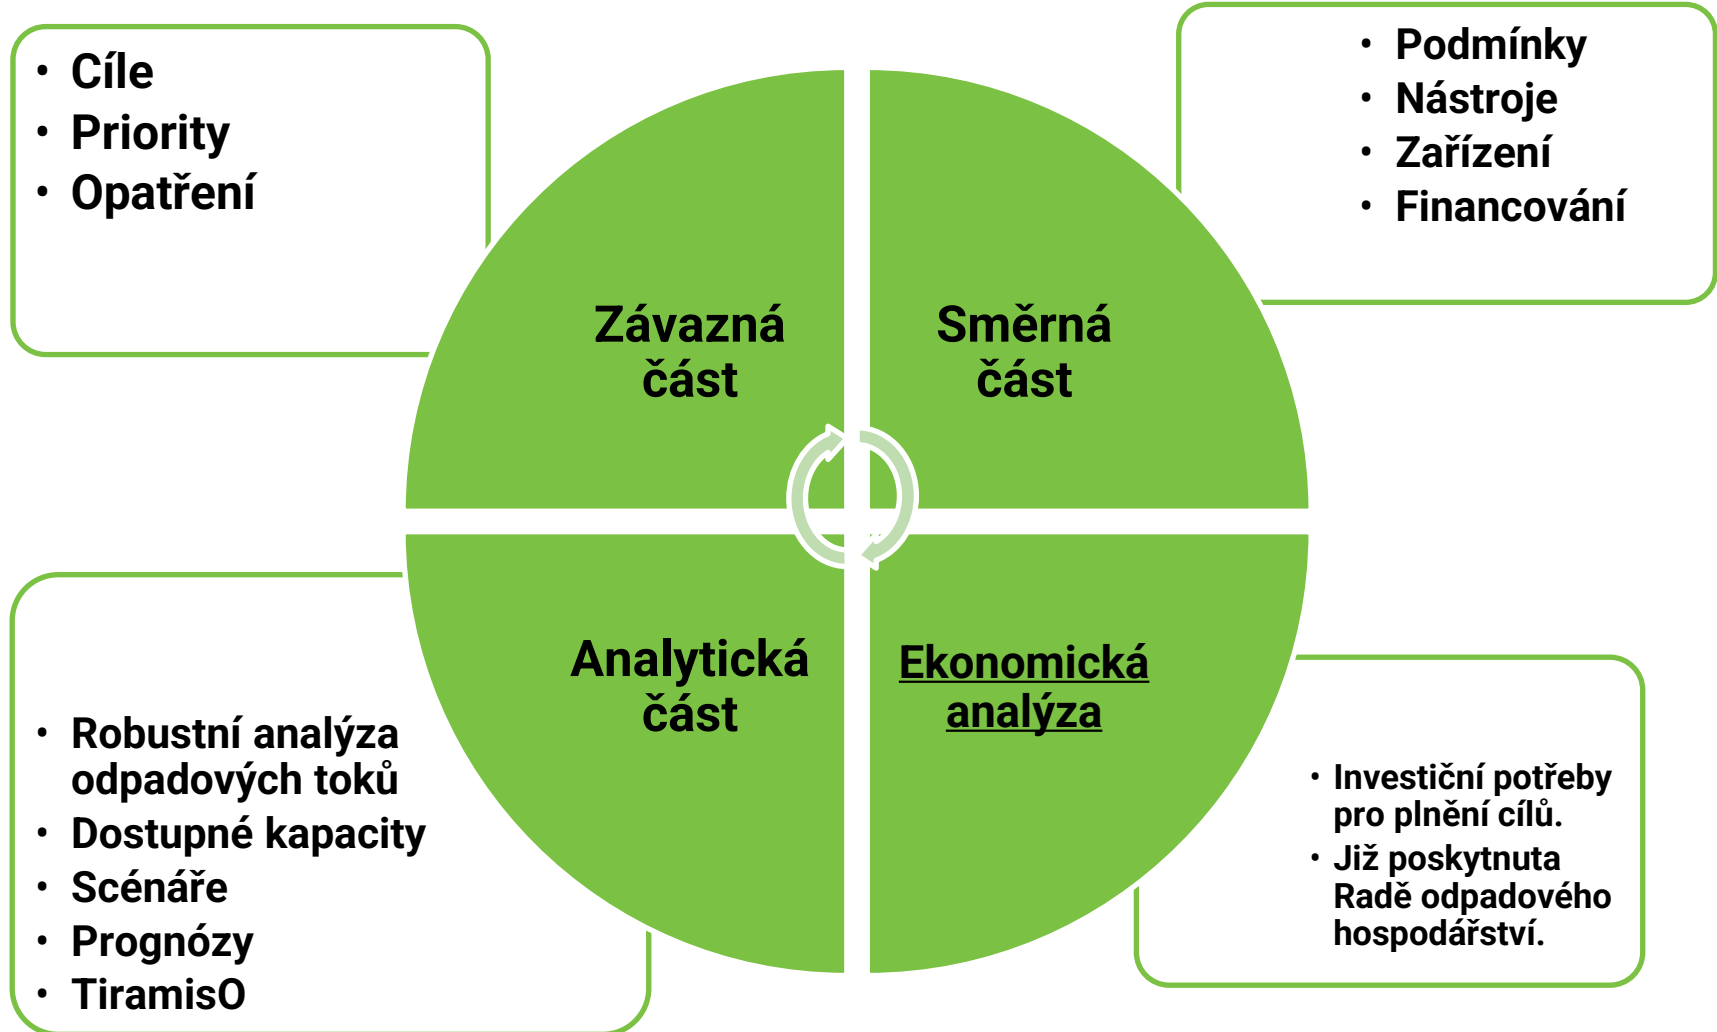 • Cíle
• Priority
• Opatření
• Podmínky
• Nástroje
• Zařízení
• Financování
Závazná
část
Směrná
část
Analytická
část
Ekonomická
analýza
• Robustní analýza
odpadových toků
• Dostupné kapacity
• Scénáře
• Prognózy
• TiramisO
• Investiční potřeby
pro plnění cílů.
• Již poskytnuta
Radě odpadového
hospodářství.